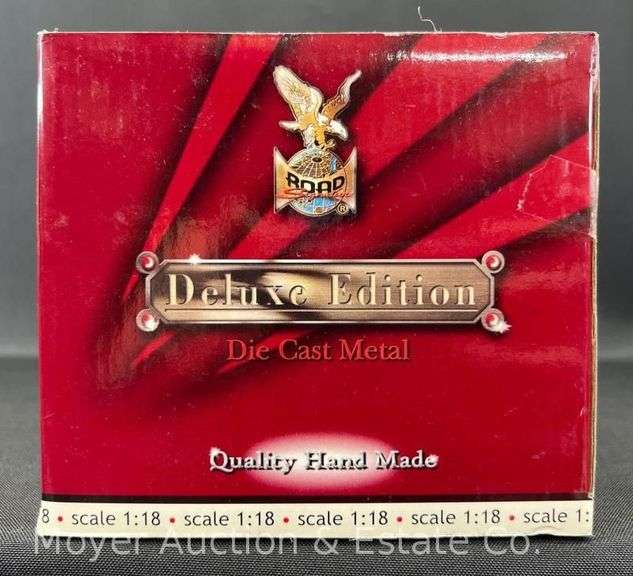 ROAD
Signature
®
Deluxe Edition
Die Cast Metal
Quality Hand Made
8 • scale 1:18 • scale 1:18 • scale 1:18 • scale 1:18 • scale 1:
Moyer Auction & Estate Co.